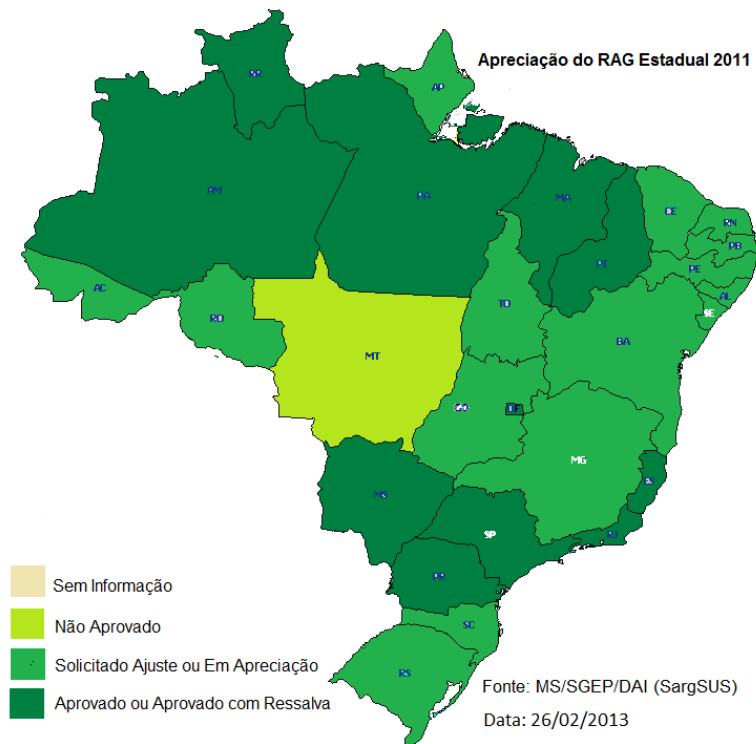 Apreciação do RAG Estadual 2011
RR
AP
AM
PA
MA
CE
RN
PB
PI
PE
AL
SE
AC
RO
TO
BA
MT
GO
DF
MG
ES
MS
SP
RJ
PR
SC
RS
Sem Informação
Não Aprovado
Solicitado Ajuste ou Em Apreciação
Aprovado ou Aprovado com Ressalva
Fonte: MS/SGEP/DAI (SargSUS)
Data: 26/02/2013